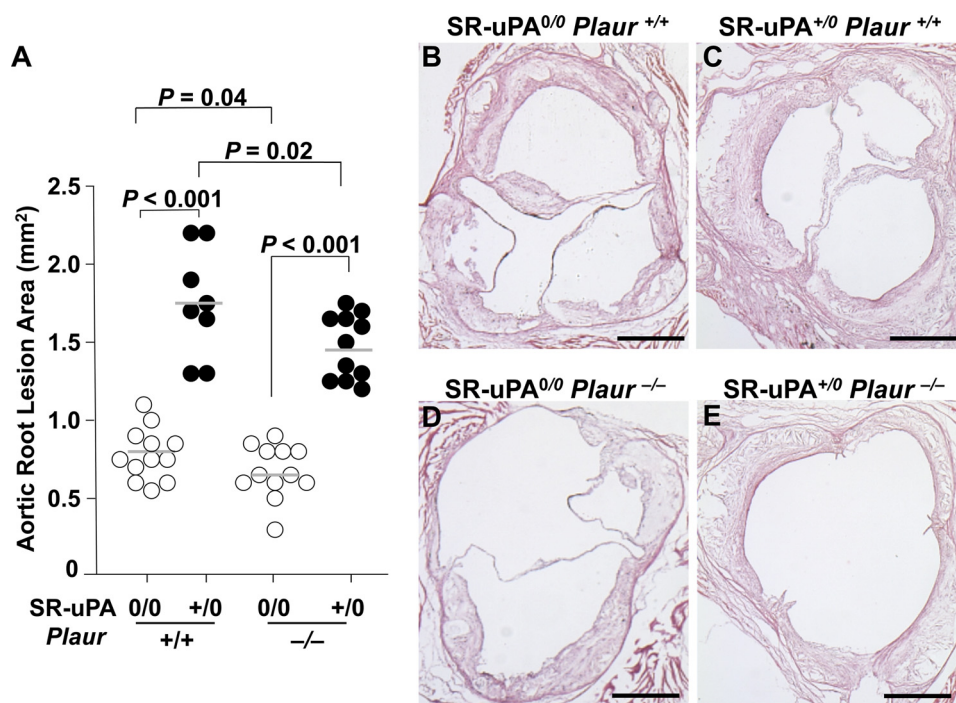 A
P = 0.04
P = 0.02
P < 0.001
P < 0.001
Aortic Root Lesion Area (mm²)
2.5
2.0
1.5
1.0
0.5
0
SR-uPA 0/0 +/0 0/0 +/0
Plaur +/+ –/–
SR-uPA⁰/⁰ Plaur ⁺/⁺
B
SR-uPA⁺/⁰ Plaur ⁺/⁺
C
SR-uPA⁰/⁰ Plaur ⁻/⁻
D
SR-uPA⁺/⁰ Plaur ⁻/⁻
E